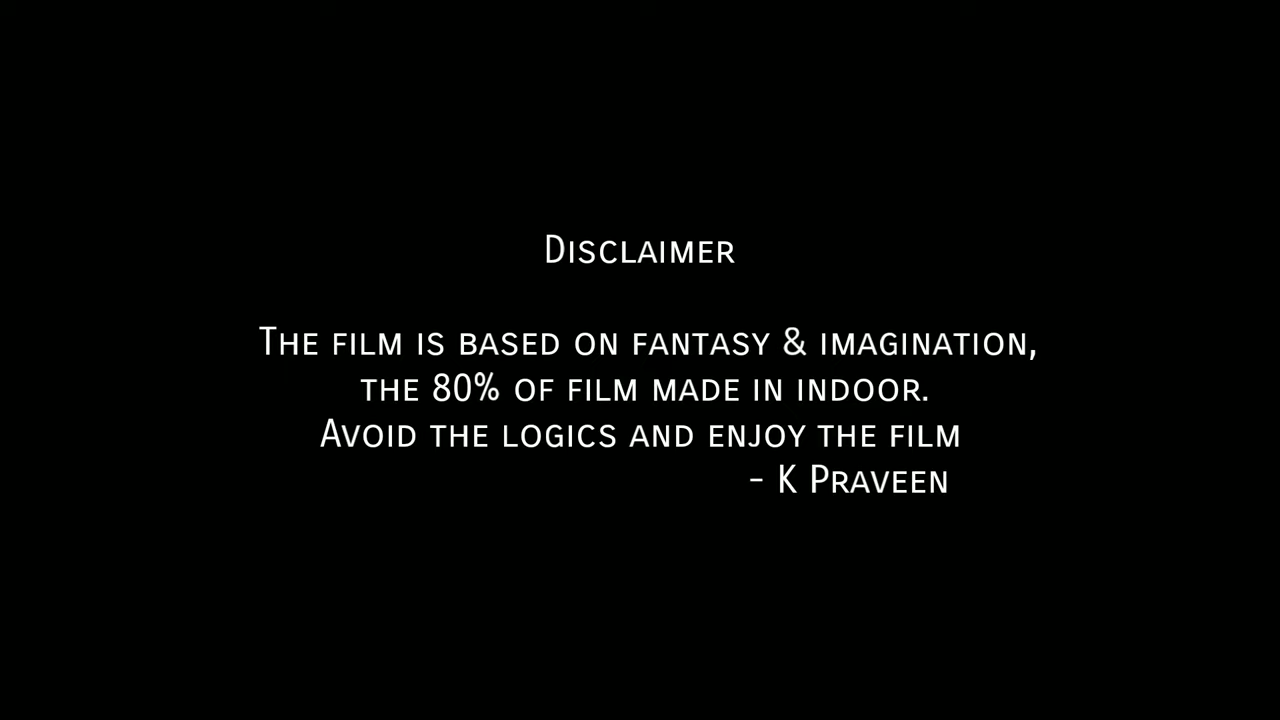 Disclaimer
The film is based on fantasy & imagination,
the 80% of film made in indoor.
Avoid the logics and enjoy the film
- K Praveen